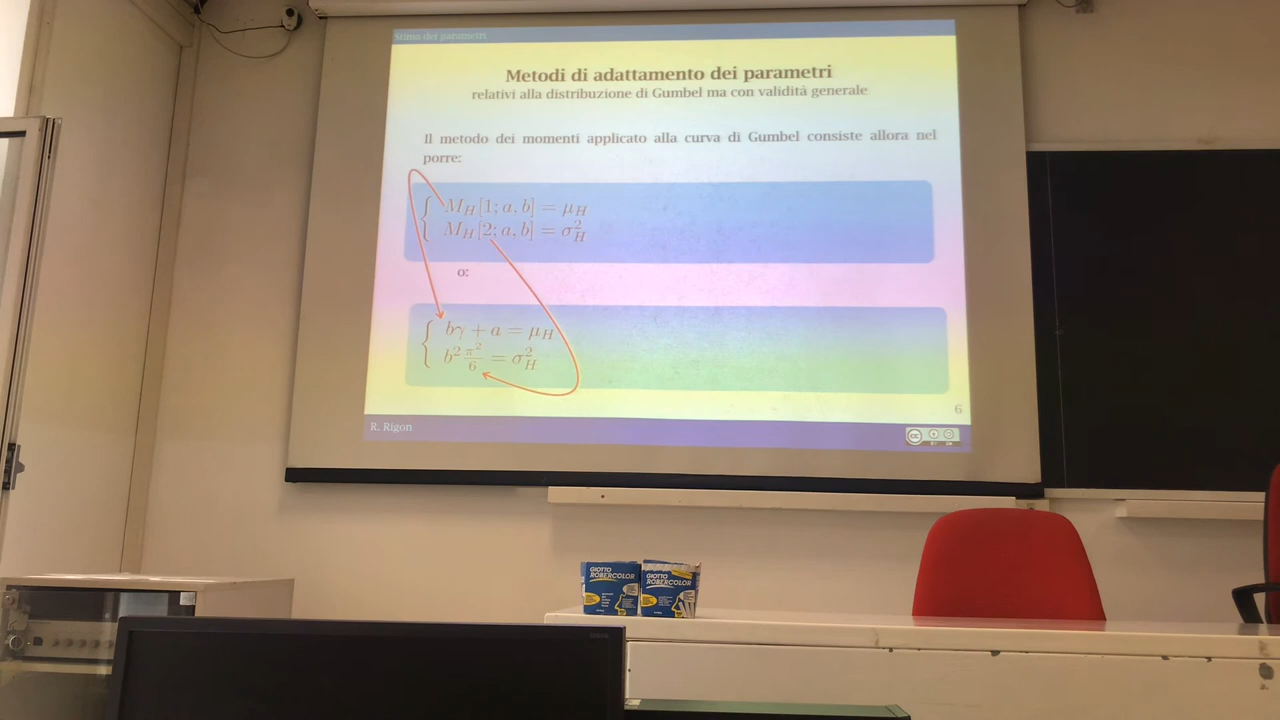 Stima dei parametri
Metodi di adattamento dei parametri
relativi alla distribuzione di Gumbel ma con validità generale
Il metodo dei momenti applicato alla curva di Gumbel consiste allora nel
porre:
M_H[1; a, b] = μ_H
M_H[2; a, b] = σ²_H
o:
bγ + a = μ_H
b² π²/6 = σ²_H
6
R. Rigon
cc
GIOTTO
ROBERCOLOR
GIOTTO
ROBERCOLOR